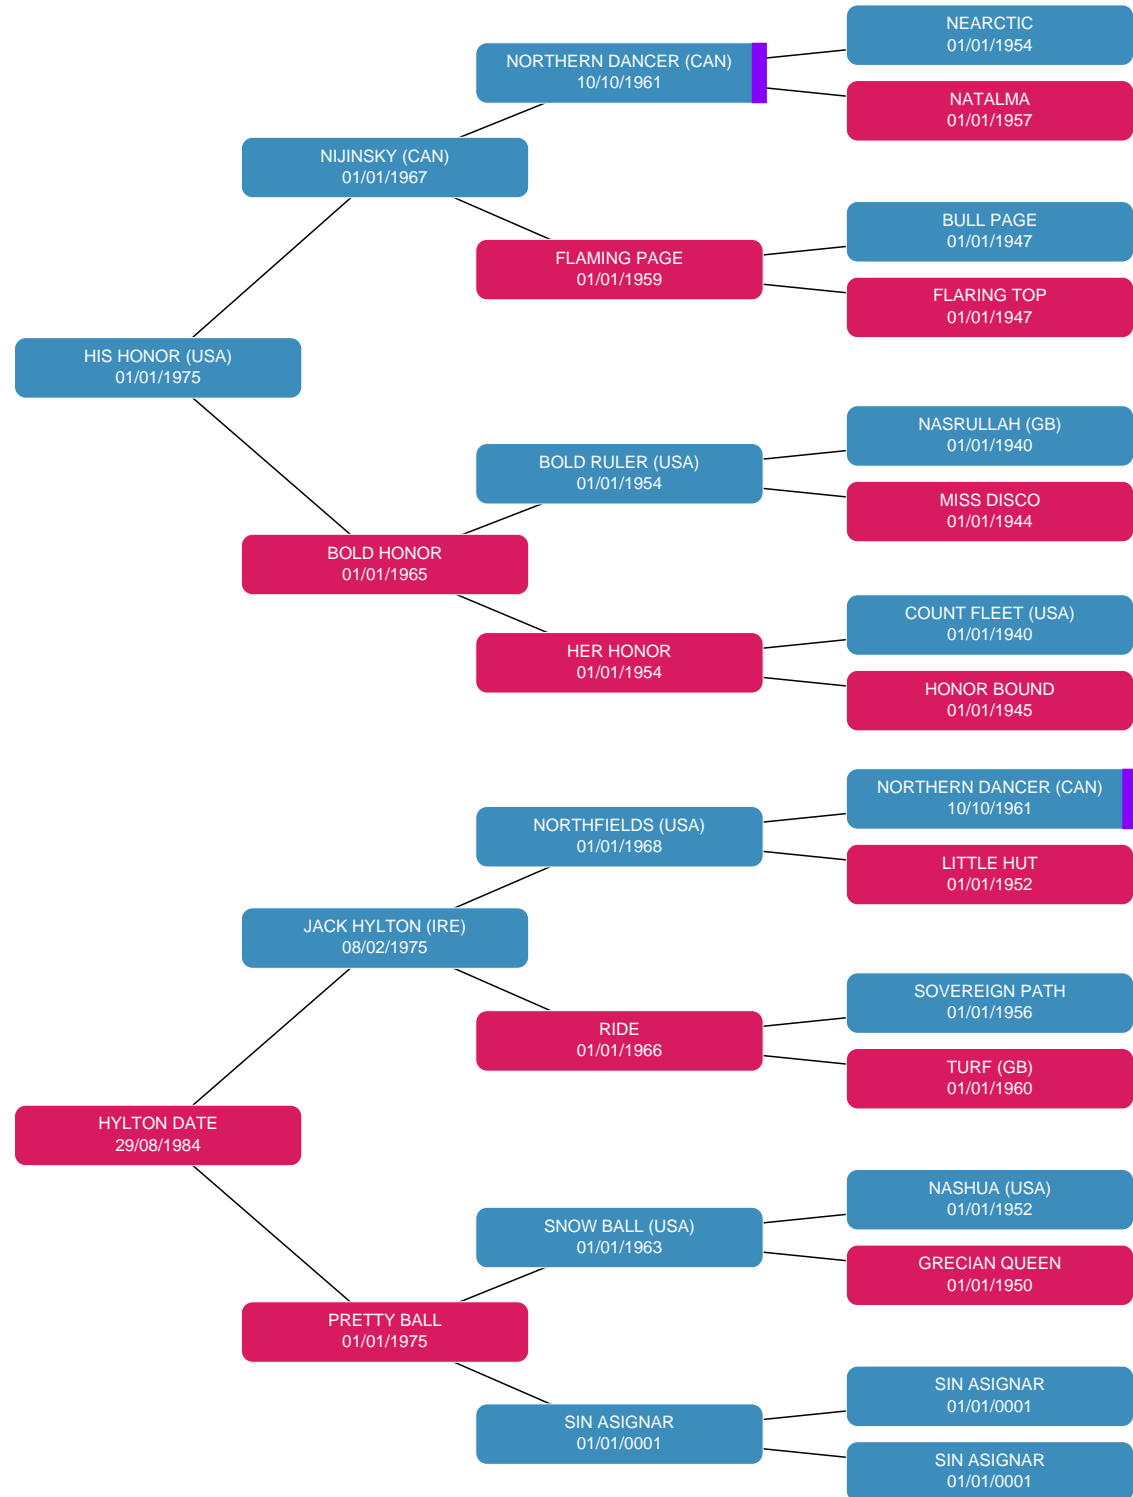 NEARCTIC
01/01/1954
NORTHERN DANCER (CAN)
10/10/1961
NATALMA
01/01/1957
NIJINSKY (CAN)
01/01/1967
BULL PAGE
01/01/1947
FLAMING PAGE
01/01/1959
FLARING TOP
01/01/1947
HIS HONOR (USA)
01/01/1975
NASRULLAH (GB)
01/01/1940
BOLD RULER (USA)
01/01/1954
MISS DISCO
01/01/1944
BOLD HONOR
01/01/1965
COUNT FLEET (USA)
01/01/1940
HER HONOR
01/01/1954
HONOR BOUND
01/01/1945
NORTHERN DANCER (CAN)
10/10/1961
NORTHFIELDS (USA)
01/01/1968
LITTLE HUT
01/01/1952
JACK HYLTON (IRE)
08/02/1975
SOVEREIGN PATH
01/01/1956
RIDE
01/01/1966
TURF (GB)
01/01/1960
HYLTON DATE
29/08/1984
NASHUA (USA)
01/01/1952
SNOW BALL (USA)
01/01/1963
GRECIAN QUEEN
01/01/1950
PRETTY BALL
01/01/1975
SIN ASIGNAR
01/01/0001
SIN ASIGNAR
01/01/0001
SIN ASIGNAR
01/01/0001